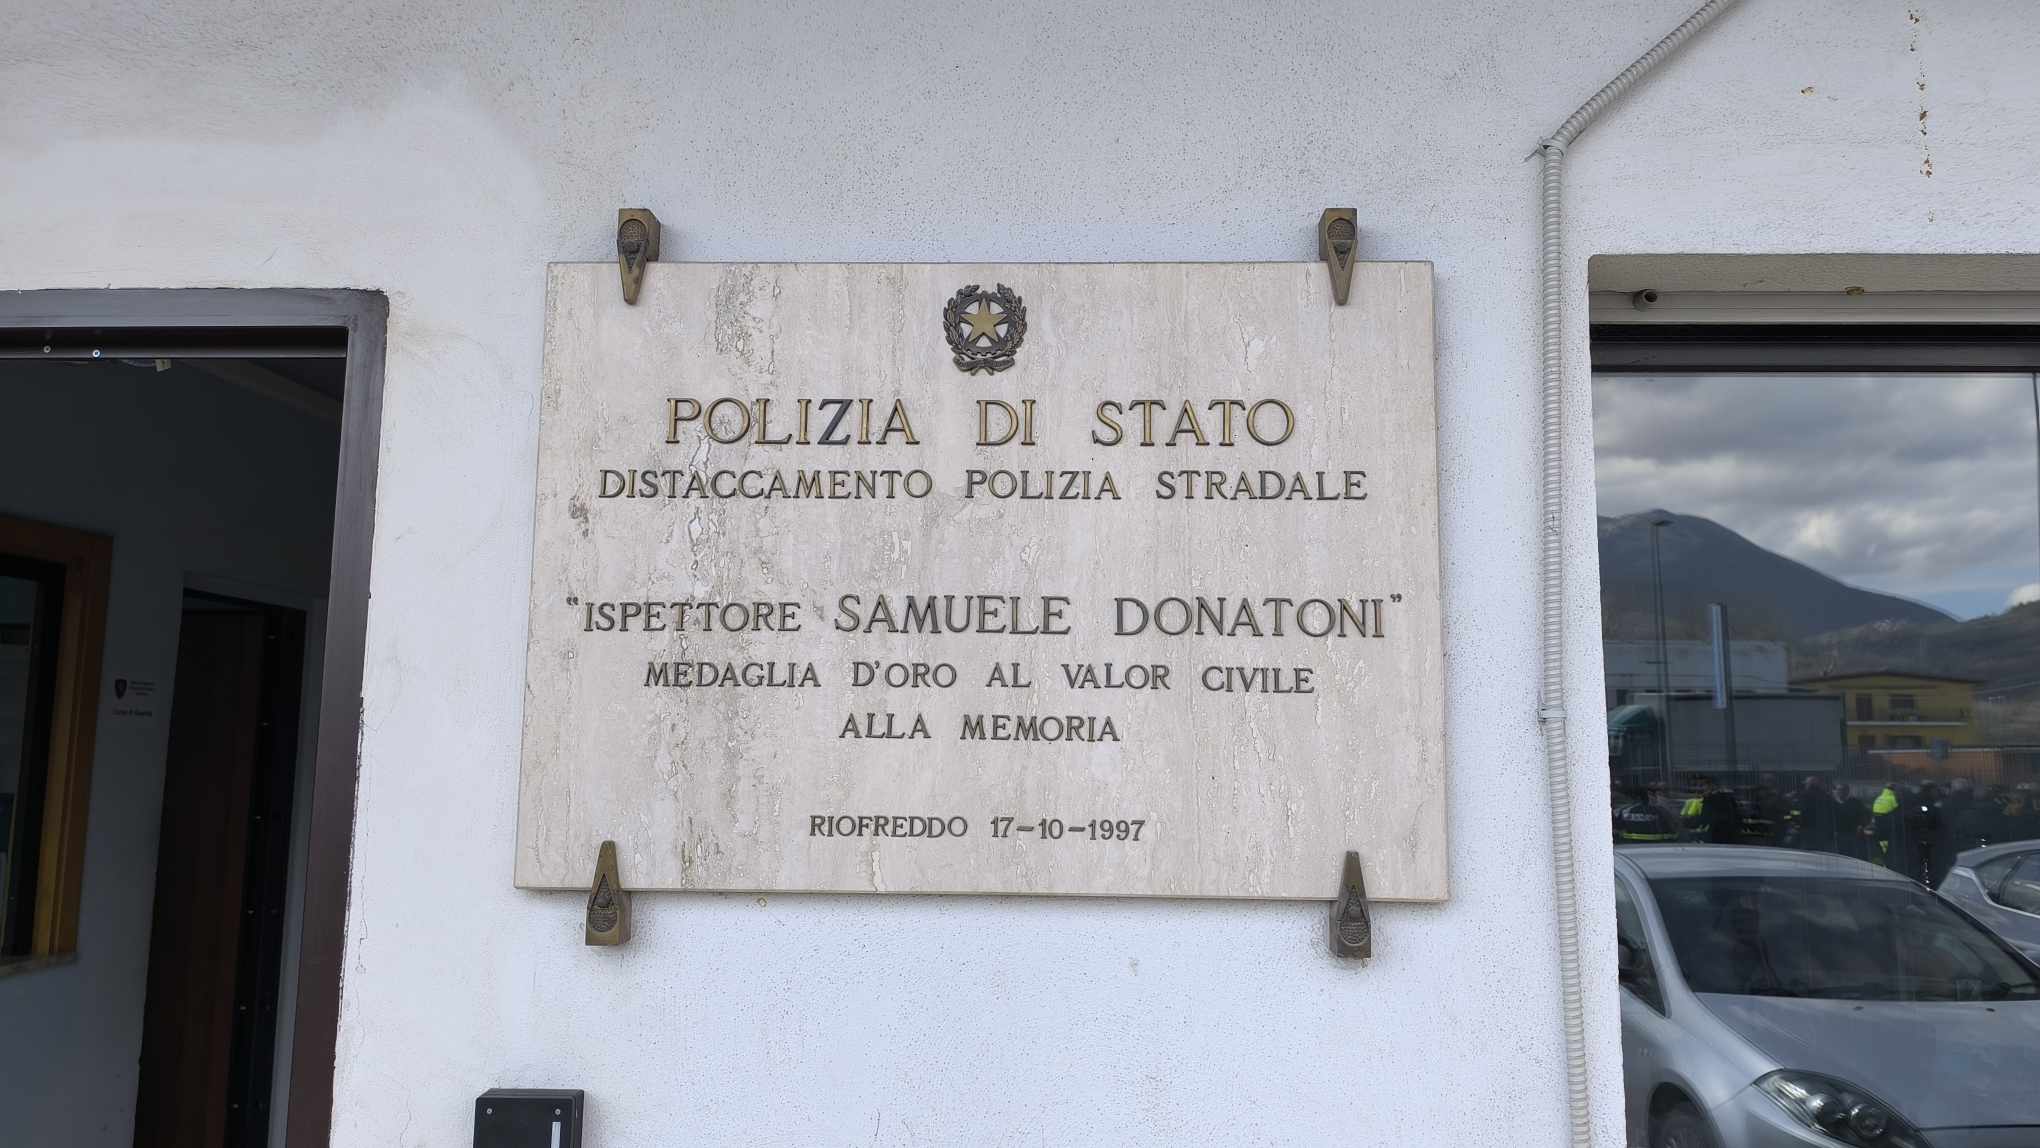 POLIZIA DI STATO
DISTACCAMENTO POLIZIA STRADALE
"ISPETTORE SAMUELE DONATONI"
MEDAGLIA D'ORO AL VALOR CIVILE
ALLA MEMORIA
RIOFREDDO 17-10-1997